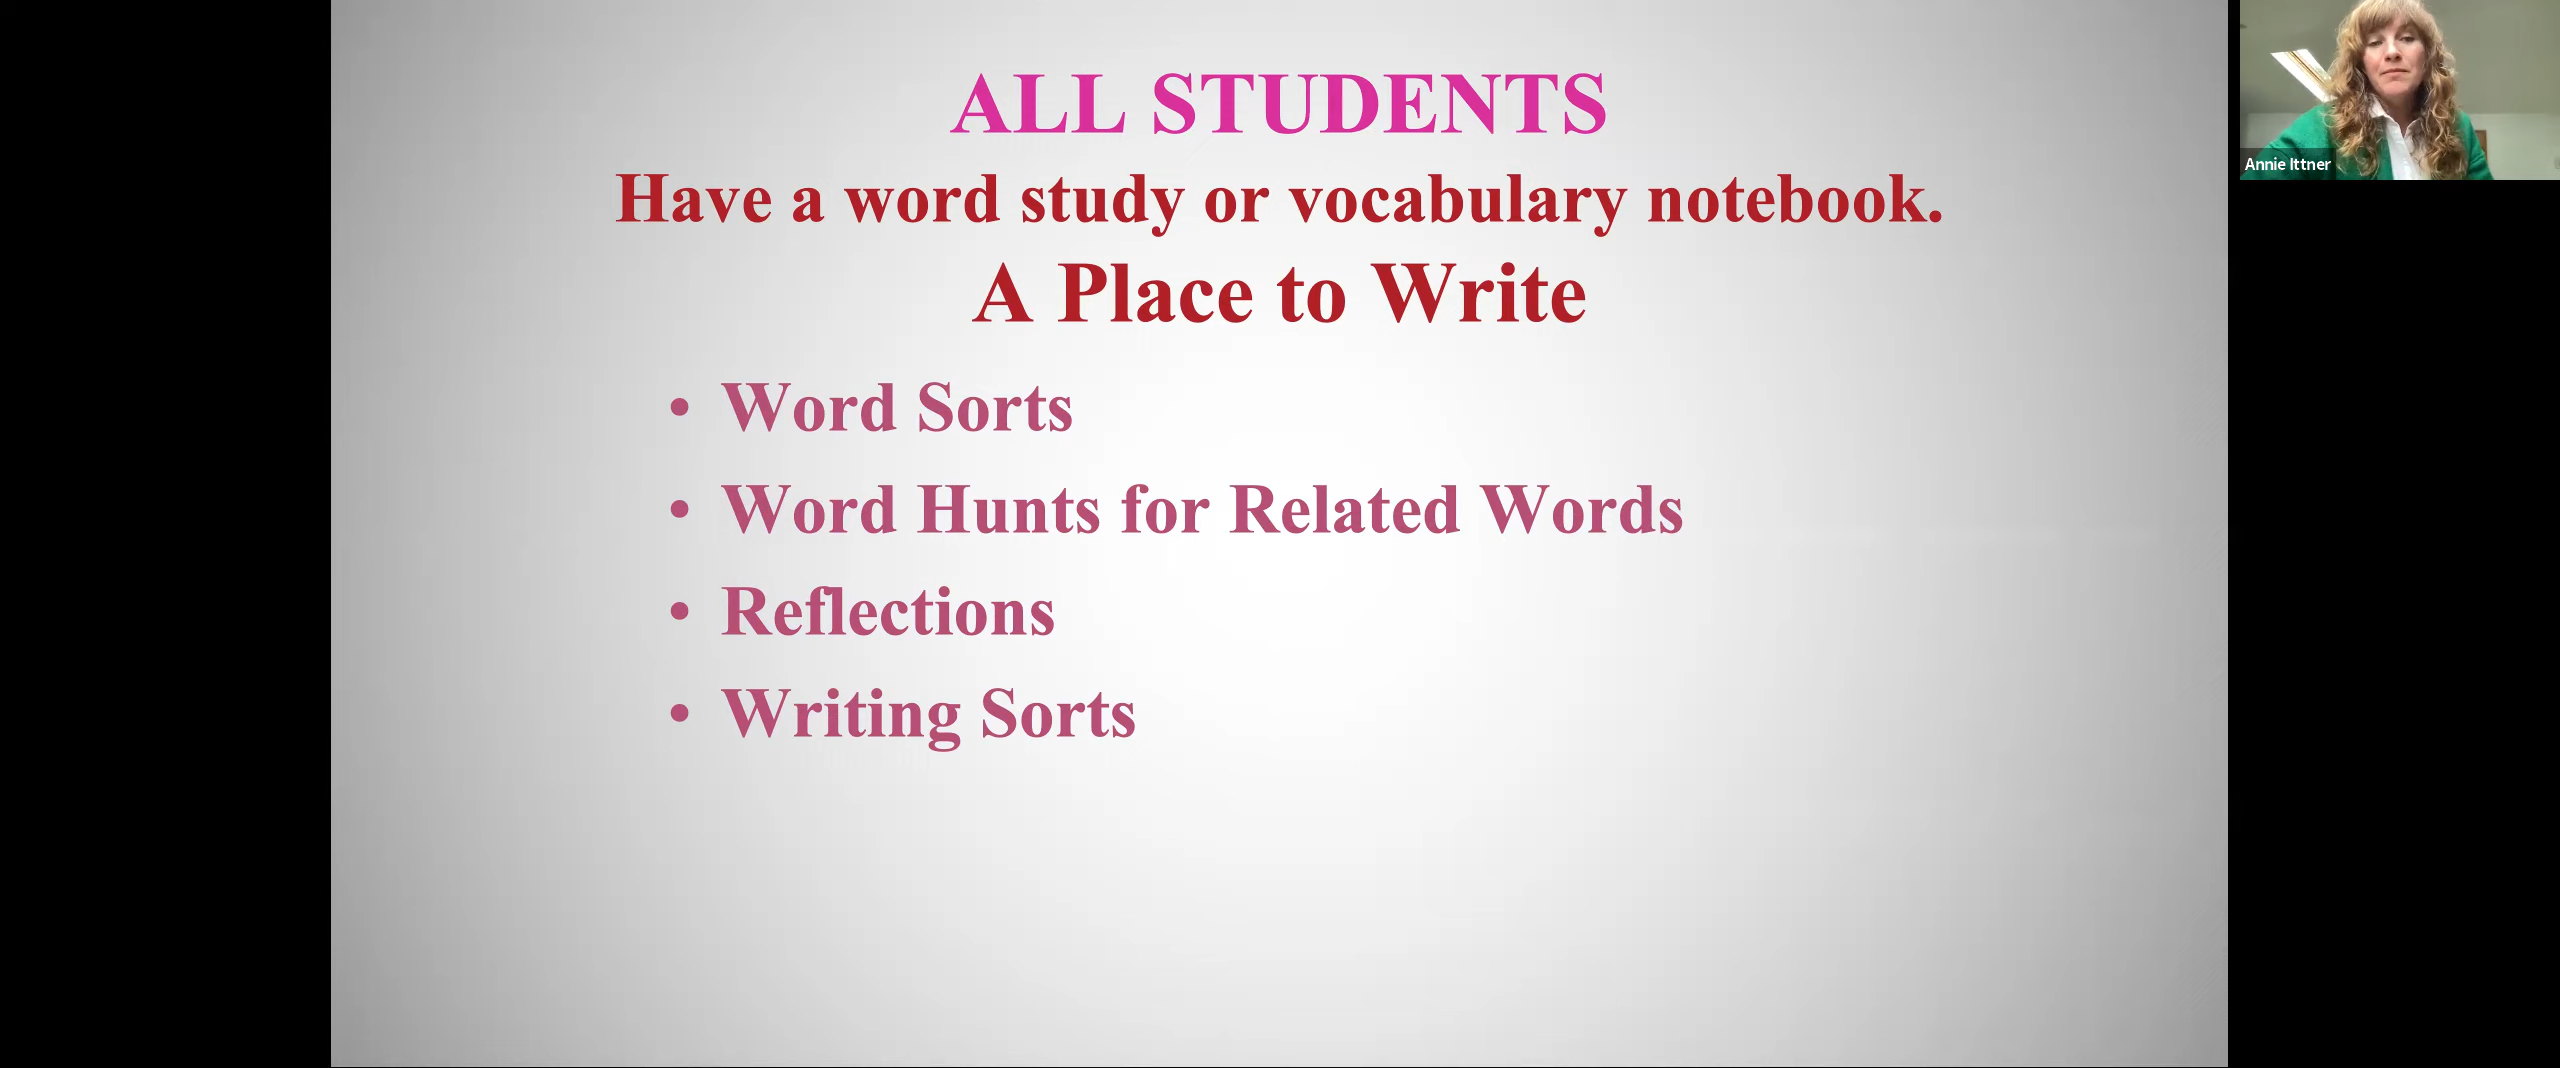 ALL STUDENTS
Have a word study or vocabulary notebook.
A Place to Write
• Word Sorts
• Word Hunts for Related Words
• Reflections
• Writing Sorts
Annie Ittner